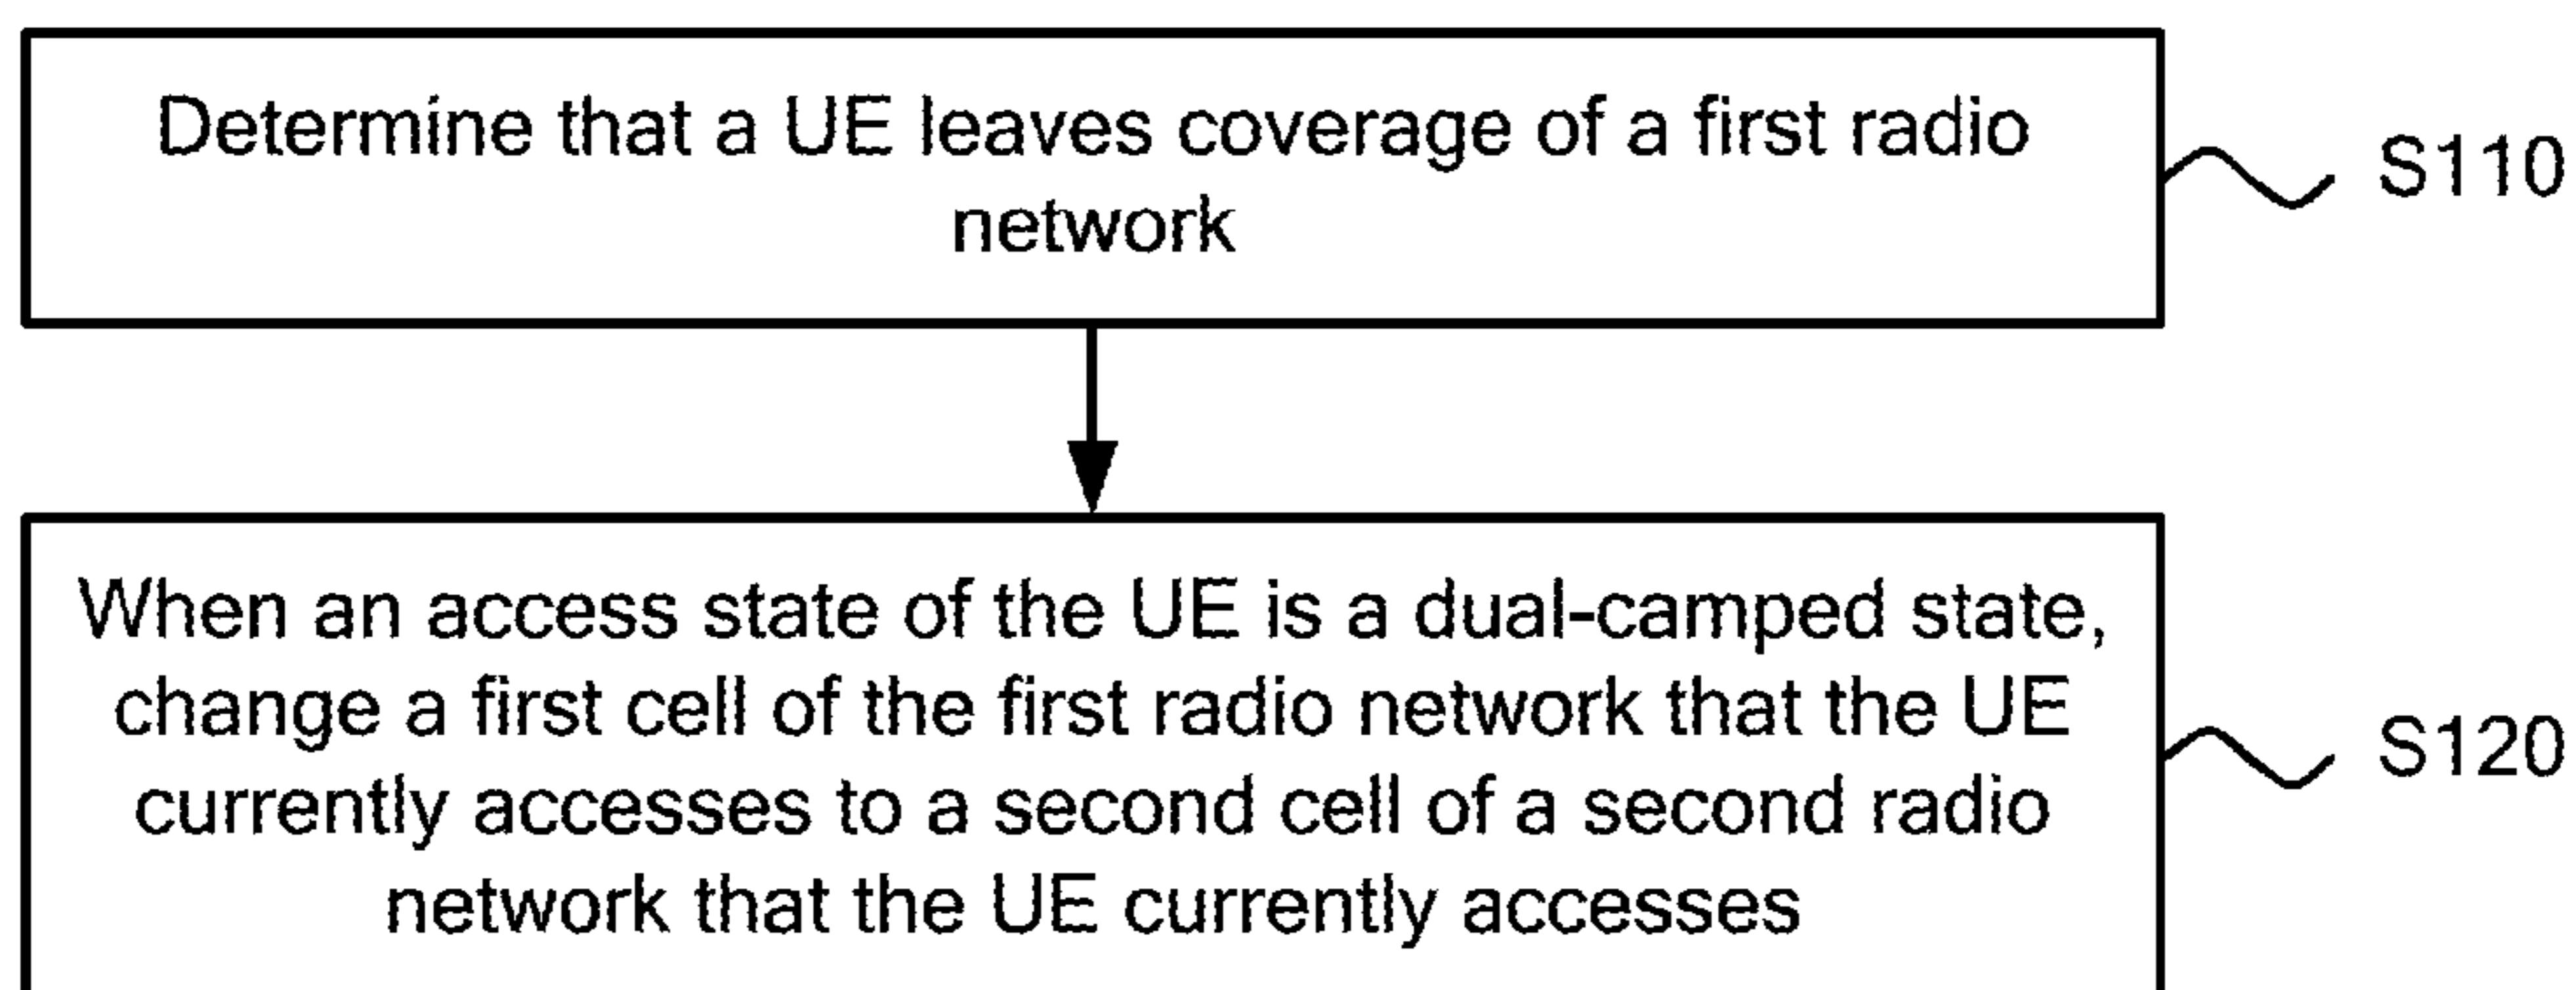 Determine that a UE leaves coverage of a first radio
network
S110
When an access state of the UE is a dual-camped state,
change a first cell of the first radio network that the UE
currently accesses to a second cell of a second radio
network that the UE currently accesses
S120